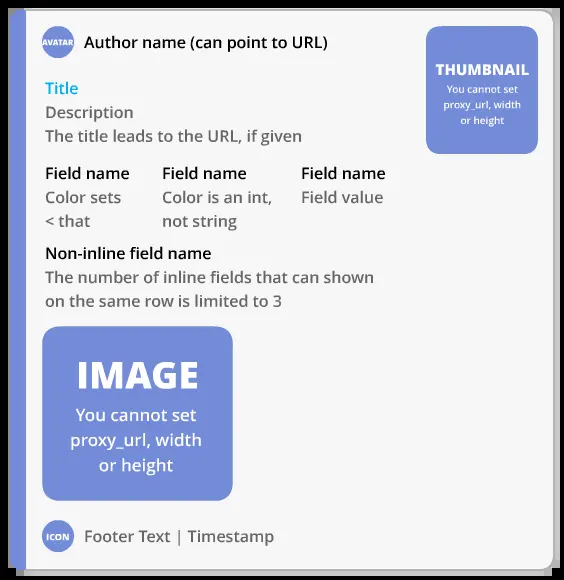 AVATAR Author name (can point to URL)
THUMBNAIL
You cannot set
proxy_url, width
or height
Title
Description
The title leads to the URL, if given
Field name Field name Field name
Color sets Color is an int, Field value
< that not string
Non-inline field name
The number of inline fields that can shown
on the same row is limited to 3
IMAGE
You cannot set
proxy_url, width
or height
ICON Footer Text | Timestamp